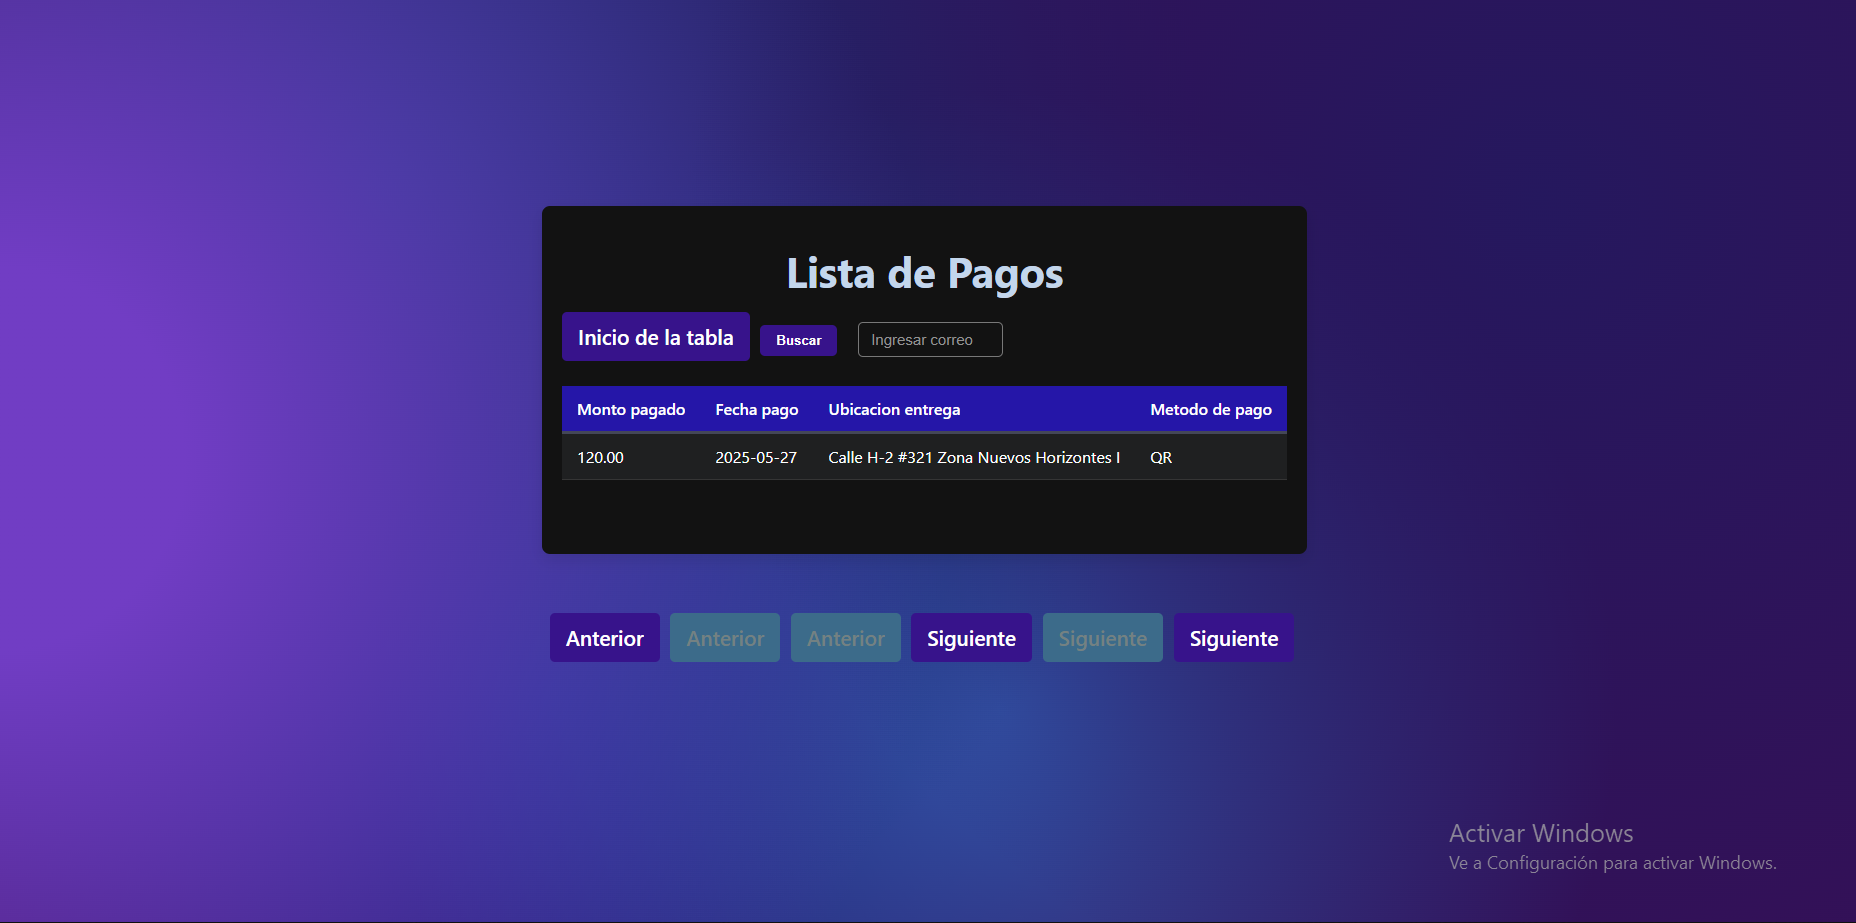 Lista de Pagos
Inicio de la tabla Buscar Ingresar correo
Monto pagado Fecha pago Ubicacion entrega Metodo de pago
120.00 2025-05-27 Calle H-2 #321 Zona Nuevos Horizontes I QR
Anterior Anterior Anterior Siguiente Siguiente Siguiente
Activar Windows
Ve a Configuración para activar Windows.